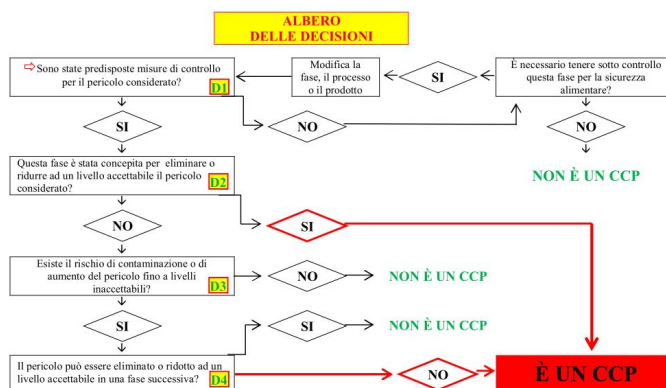 ALBERO
DELLE DECISIONI
⇨Sono state predisposte misure di controllo
per il pericolo considerato?
D1
Modifica la
fase, il processo
o il prodotto
SI
È necessario tenere sotto controllo
questa fase per la sicurezza
alimentare?
SI
NO
NO
NON È UN CCP
Questa fase è stata concepita per eliminare o
ridurre ad un livello accettabile il pericolo
considerato?
D2
NO
SI
Esiste il rischio di contaminazione o di
aumento del pericolo fino a livelli
inaccettabili?
D3
NO
NON È UN CCP
SI
SI
NON È UN CCP
Il pericolo può essere eliminato o ridotto ad un
livello accettabile in una fase successiva?
D4
NO
È UN CCP